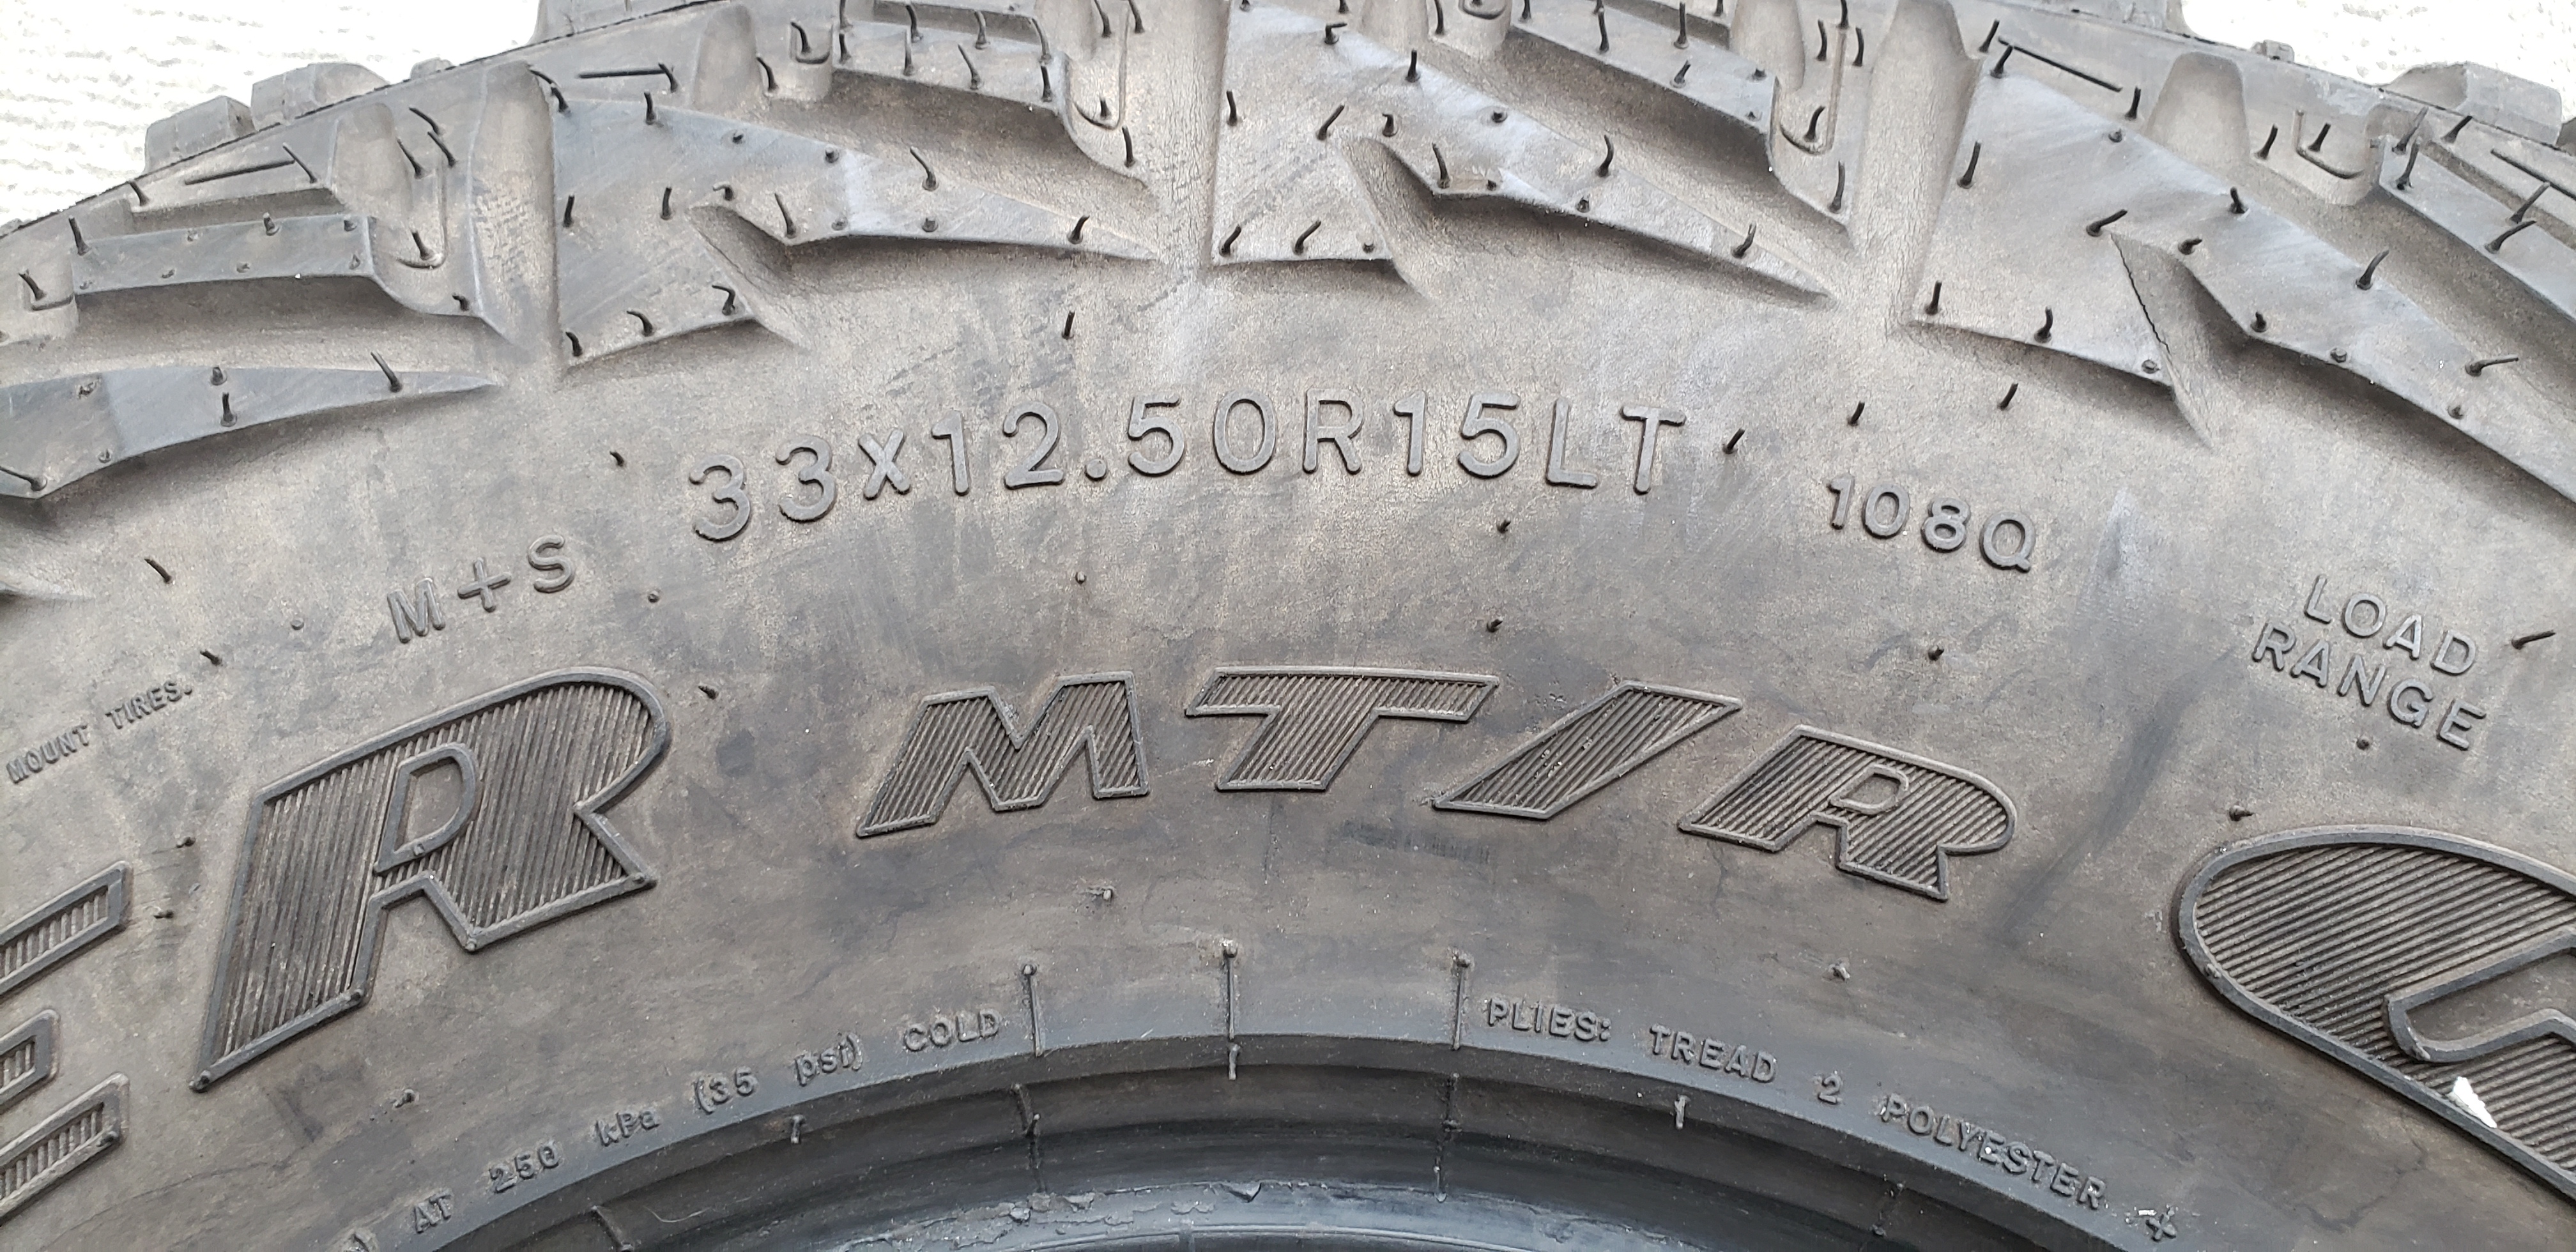 33x12.50R15LT
108Q
M+S
LOAD
RANGE
MOUNT TIRES.
R MT/R G
AT 250 kPa (35 psi) COLD
PLIES: TREAD 2 POLYESTER +